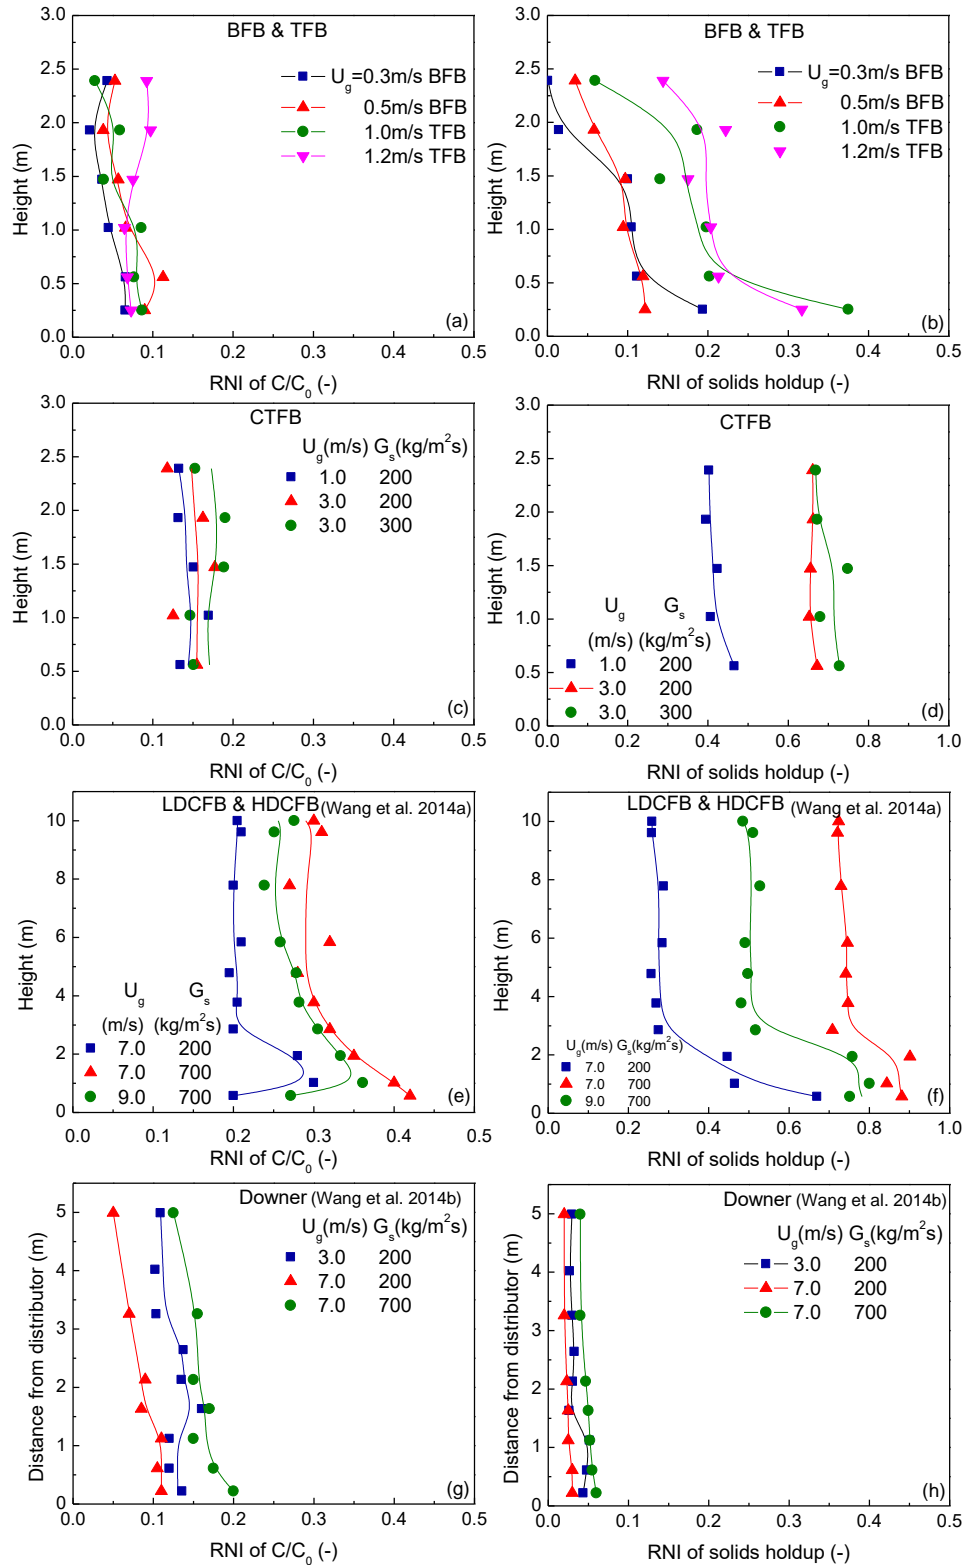 BFB & TFB
Ug=0.3m/s BFB
0.5m/s BFB
1.0m/s TFB
1.2m/s TFB
3.0
2.5
2.0
1.5
1.0
0.5
0.0
Height (m)
(a)
0.0 0.1 0.2 0.3 0.4 0.5
RNI of C/C0 (-)
BFB & TFB
Ug=0.3m/s BFB
0.5m/s BFB
1.0m/s TFB
1.2m/s TFB
3.0
2.5
2.0
1.5
1.0
0.5
0.0
Height (m)
(b)
0.0 0.1 0.2 0.3 0.4 0.5
RNI of solids holdup (-)
CTFB
Ug(m/s) Gs(kg/m2s)
1.0 200
3.0 200
3.0 300
3.0
2.5
2.0
1.5
1.0
0.5
0.0
Height (m)
(c)
0.0 0.1 0.2 0.3 0.4 0.5
RNI of C/C0 (-)
CTFB
Ug Gs
(m/s) (kg/m2s)
1.0 200
3.0 200
3.0 300
3.0
2.5
2.0
1.5
1.0
0.5
0.0
Height (m)
(d)
0.0 0.2 0.4 0.6 0.8 1.0
RNI of solids holdup (-)
LDCFB & HDCFB (Wang et al. 2014a)
Ug Gs
(m/s) (kg/m2s)
7.0 200
7.0 700
9.0 700
10
8
6
4
2
0
Height (m)
(e)
0.0 0.1 0.2 0.3 0.4 0.5
RNI of C/C0 (-)
LDCFB & HDCFB (Wang et al. 2014a)
Ug(m/s) Gs(kg/m2s)
7.0 200
7.0 700
9.0 700
10
8
6
4
2
0
Height (m)
(f)
0.0 0.2 0.4 0.6 0.8 1.0
RNI of solids holdup (-)
Downer (Wang et al. 2014b)
Ug(m/s) Gs(kg/m2s)
3.0 200
7.0 200
7.0 700
5
4
3
2
1
0
Distance from distributor (m)
(g)
0.0 0.1 0.2 0.3 0.4 0.5
RNI of C/C0 (-)
Downer (Wang et al. 2014b)
Ug(m/s) Gs(kg/m2s)
3.0 200
7.0 200
7.0 700
5
4
3
2
1
0
Distance from distributor (m)
(h)
0.0 0.1 0.2 0.3 0.4 0.5
RNI of solids holdup (-)